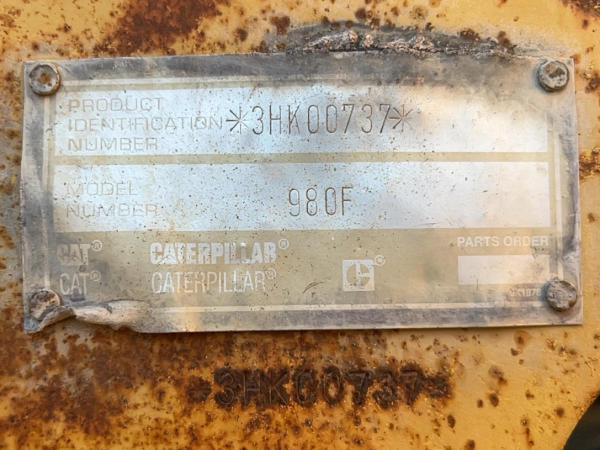 PRODUCT
IDENTIFICATION *3HK00737*
NUMBER
MODEL
NUMBER 980F
CAT® CATERPILLAR® PARTS ORDER
CAT® CATERPILLAR® C®
*3HK00737*